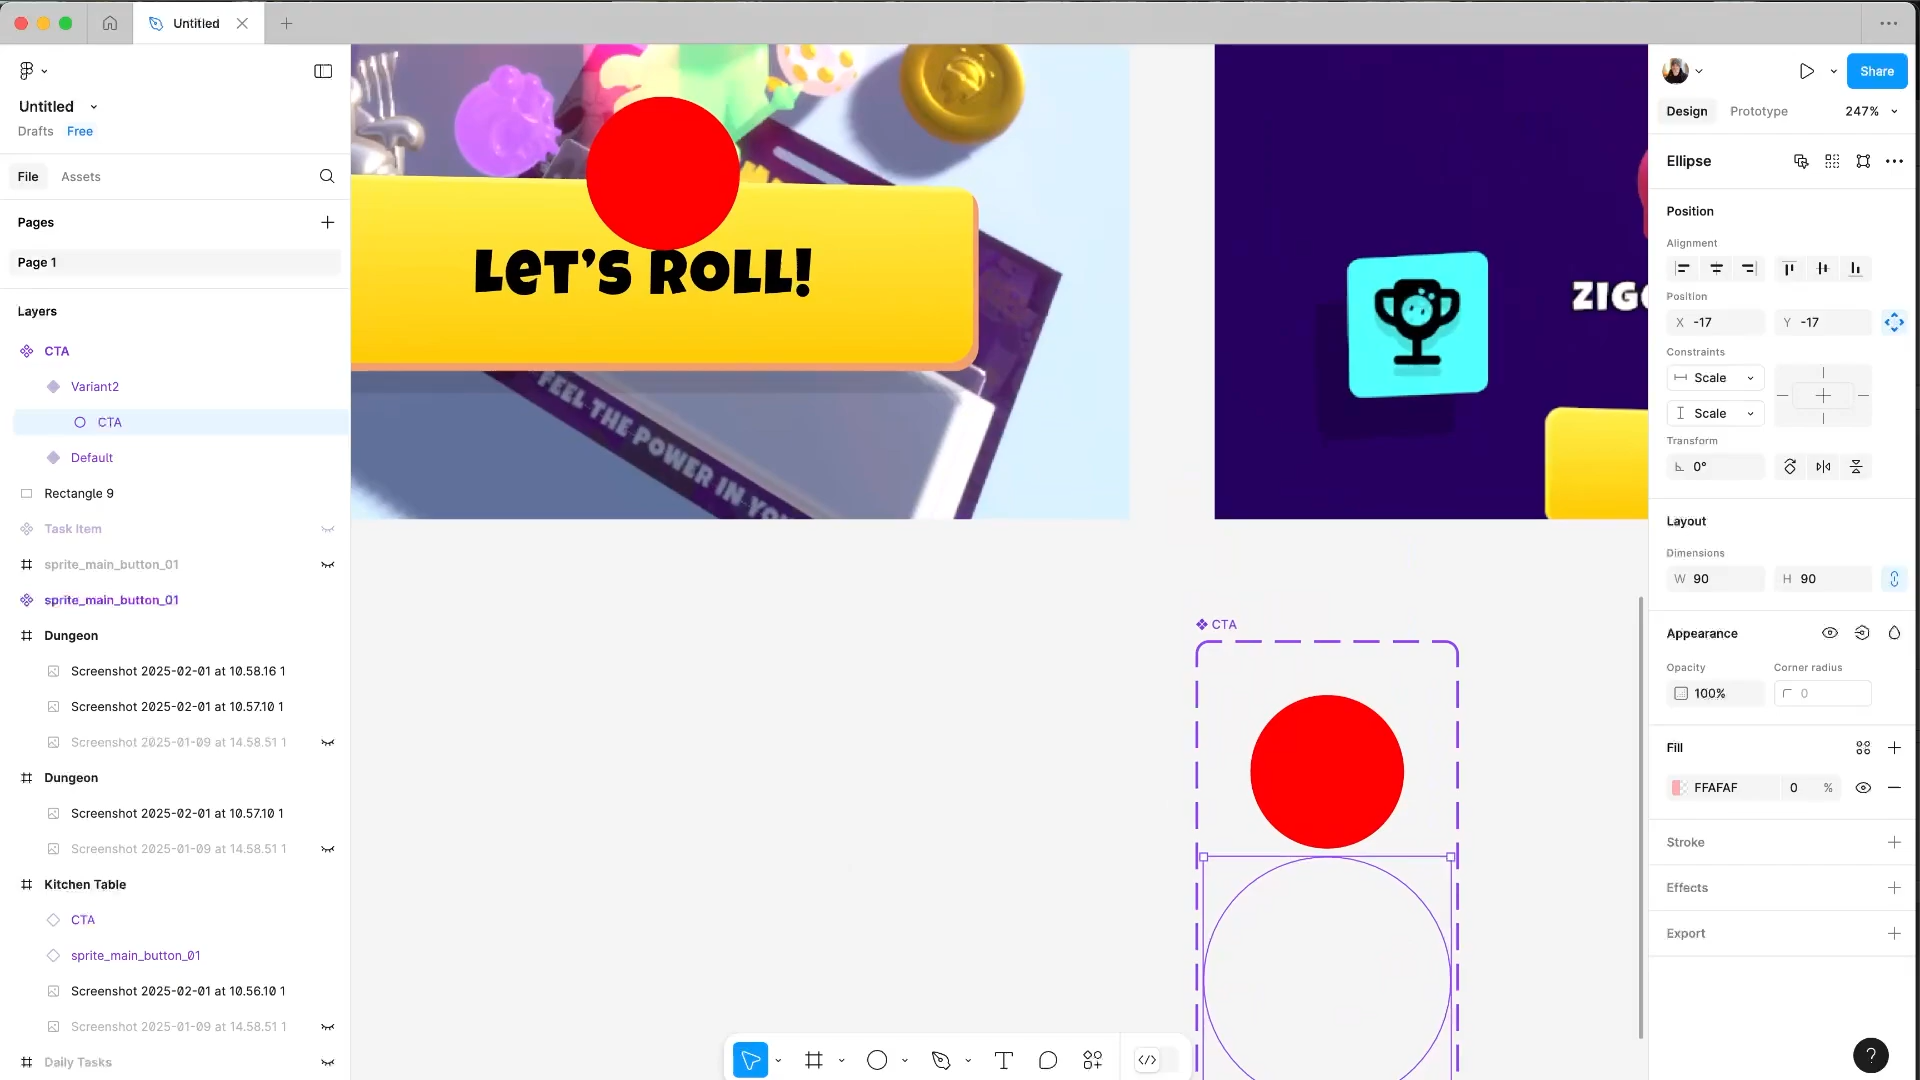 Untitled
Share
Untitled
Drafts
Free
Design
Prototype
247%
File
Assets
Ellipse
Pages
Position
Page 1
Alignment
Layers
Position
X -17
Y -17
CTA
Constraints
Variant2
Scale
CTA
Scale
Default
Transform
0°
Rectangle 9
Task Item
Layout
sprite_main_button_01
Dimensions
W 90
H 90
sprite_main_button_01
Dungeon
Appearance
Screenshot 2025-02-01 at 10.58.16 1
Opacity
Corner radius
Screenshot 2025-02-01 at 10.57.10 1
100%
0
Screenshot 2025-01-09 at 14.58.51 1
Fill
Dungeon
FFAFAF
0
%
Screenshot 2025-02-01 at 10.57.10 1
Stroke
Screenshot 2025-01-09 at 14.58.51 1
Kitchen Table
Effects
CTA
Export
sprite_main_button_01
Screenshot 2025-02-01 at 10.56.10 1
Screenshot 2025-01-09 at 14.58.51 1
Daily Tasks
LET'S ROLL!
FEEL THE POWER IN YO
ZIG
CTA
T
</>
?